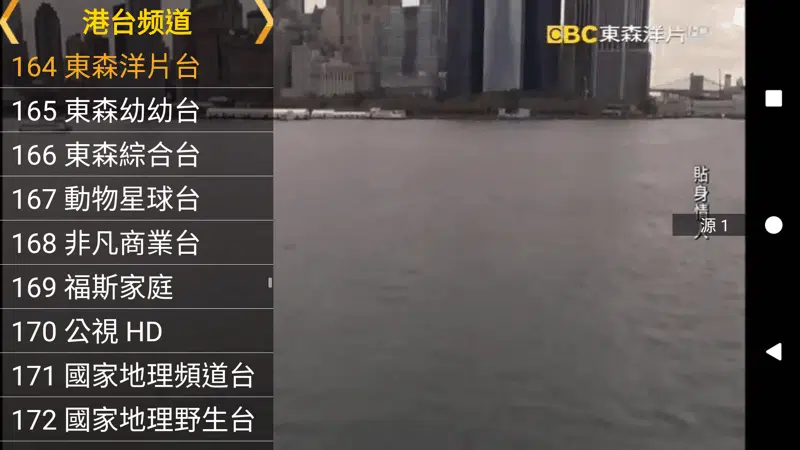 港台频道
164 東森洋片台
165 東森幼幼台
166 東森綜合台
167 動物星球台
168 非凡商業台
169 福斯家庭
170 公視 HD
171 國家地理頻道台
172 國家地理野生台
CBC東森洋片
貼身情人
源 1